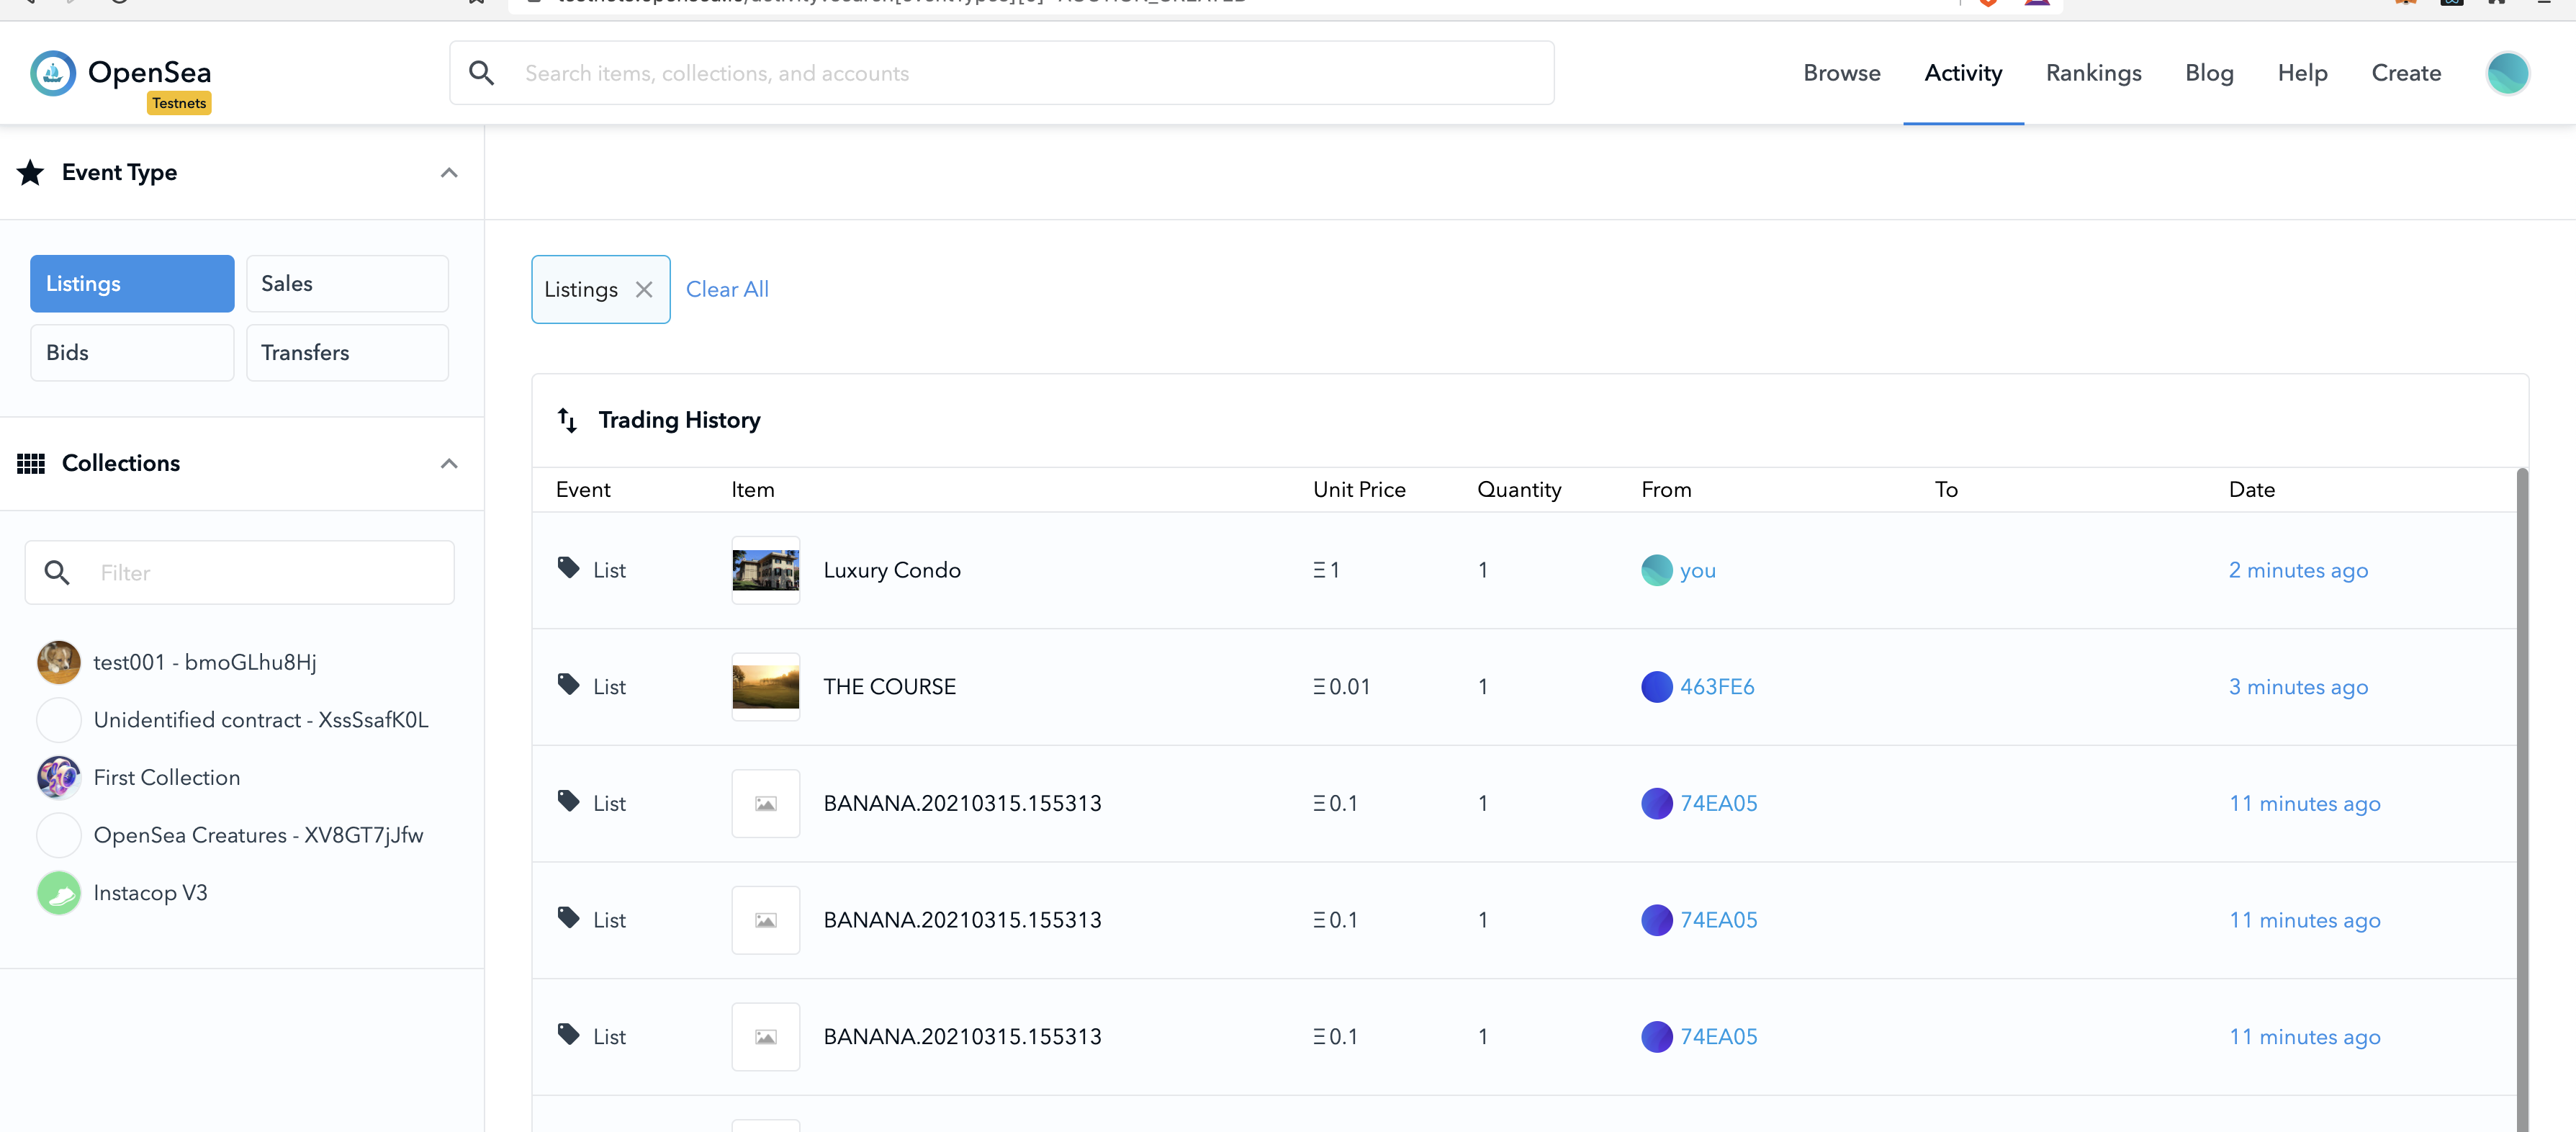 OpenSea
Testnets
Search items, collections, and accounts
Browse Activity Rankings Blog Help Create
Event Type
Listings Sales
Bids Transfers
Collections
Filter
test001 - bmoGLhu8Hj
Unidentified contract - XssSsafK0L
First Collection
OpenSea Creatures - XV8GT7jJfw
Instacop V3
Listings Clear All
Trading History
Event Item Unit Price Quantity From To Date
List Luxury Condo Ξ1 1 you 2 minutes ago
List THE COURSE Ξ0.01 1 463FE6 3 minutes ago
List BANANA.20210315.155313 Ξ0.1 1 74EA05 11 minutes ago
List BANANA.20210315.155313 Ξ0.1 1 74EA05 11 minutes ago
List BANANA.20210315.155313 Ξ0.1 1 74EA05 11 minutes ago